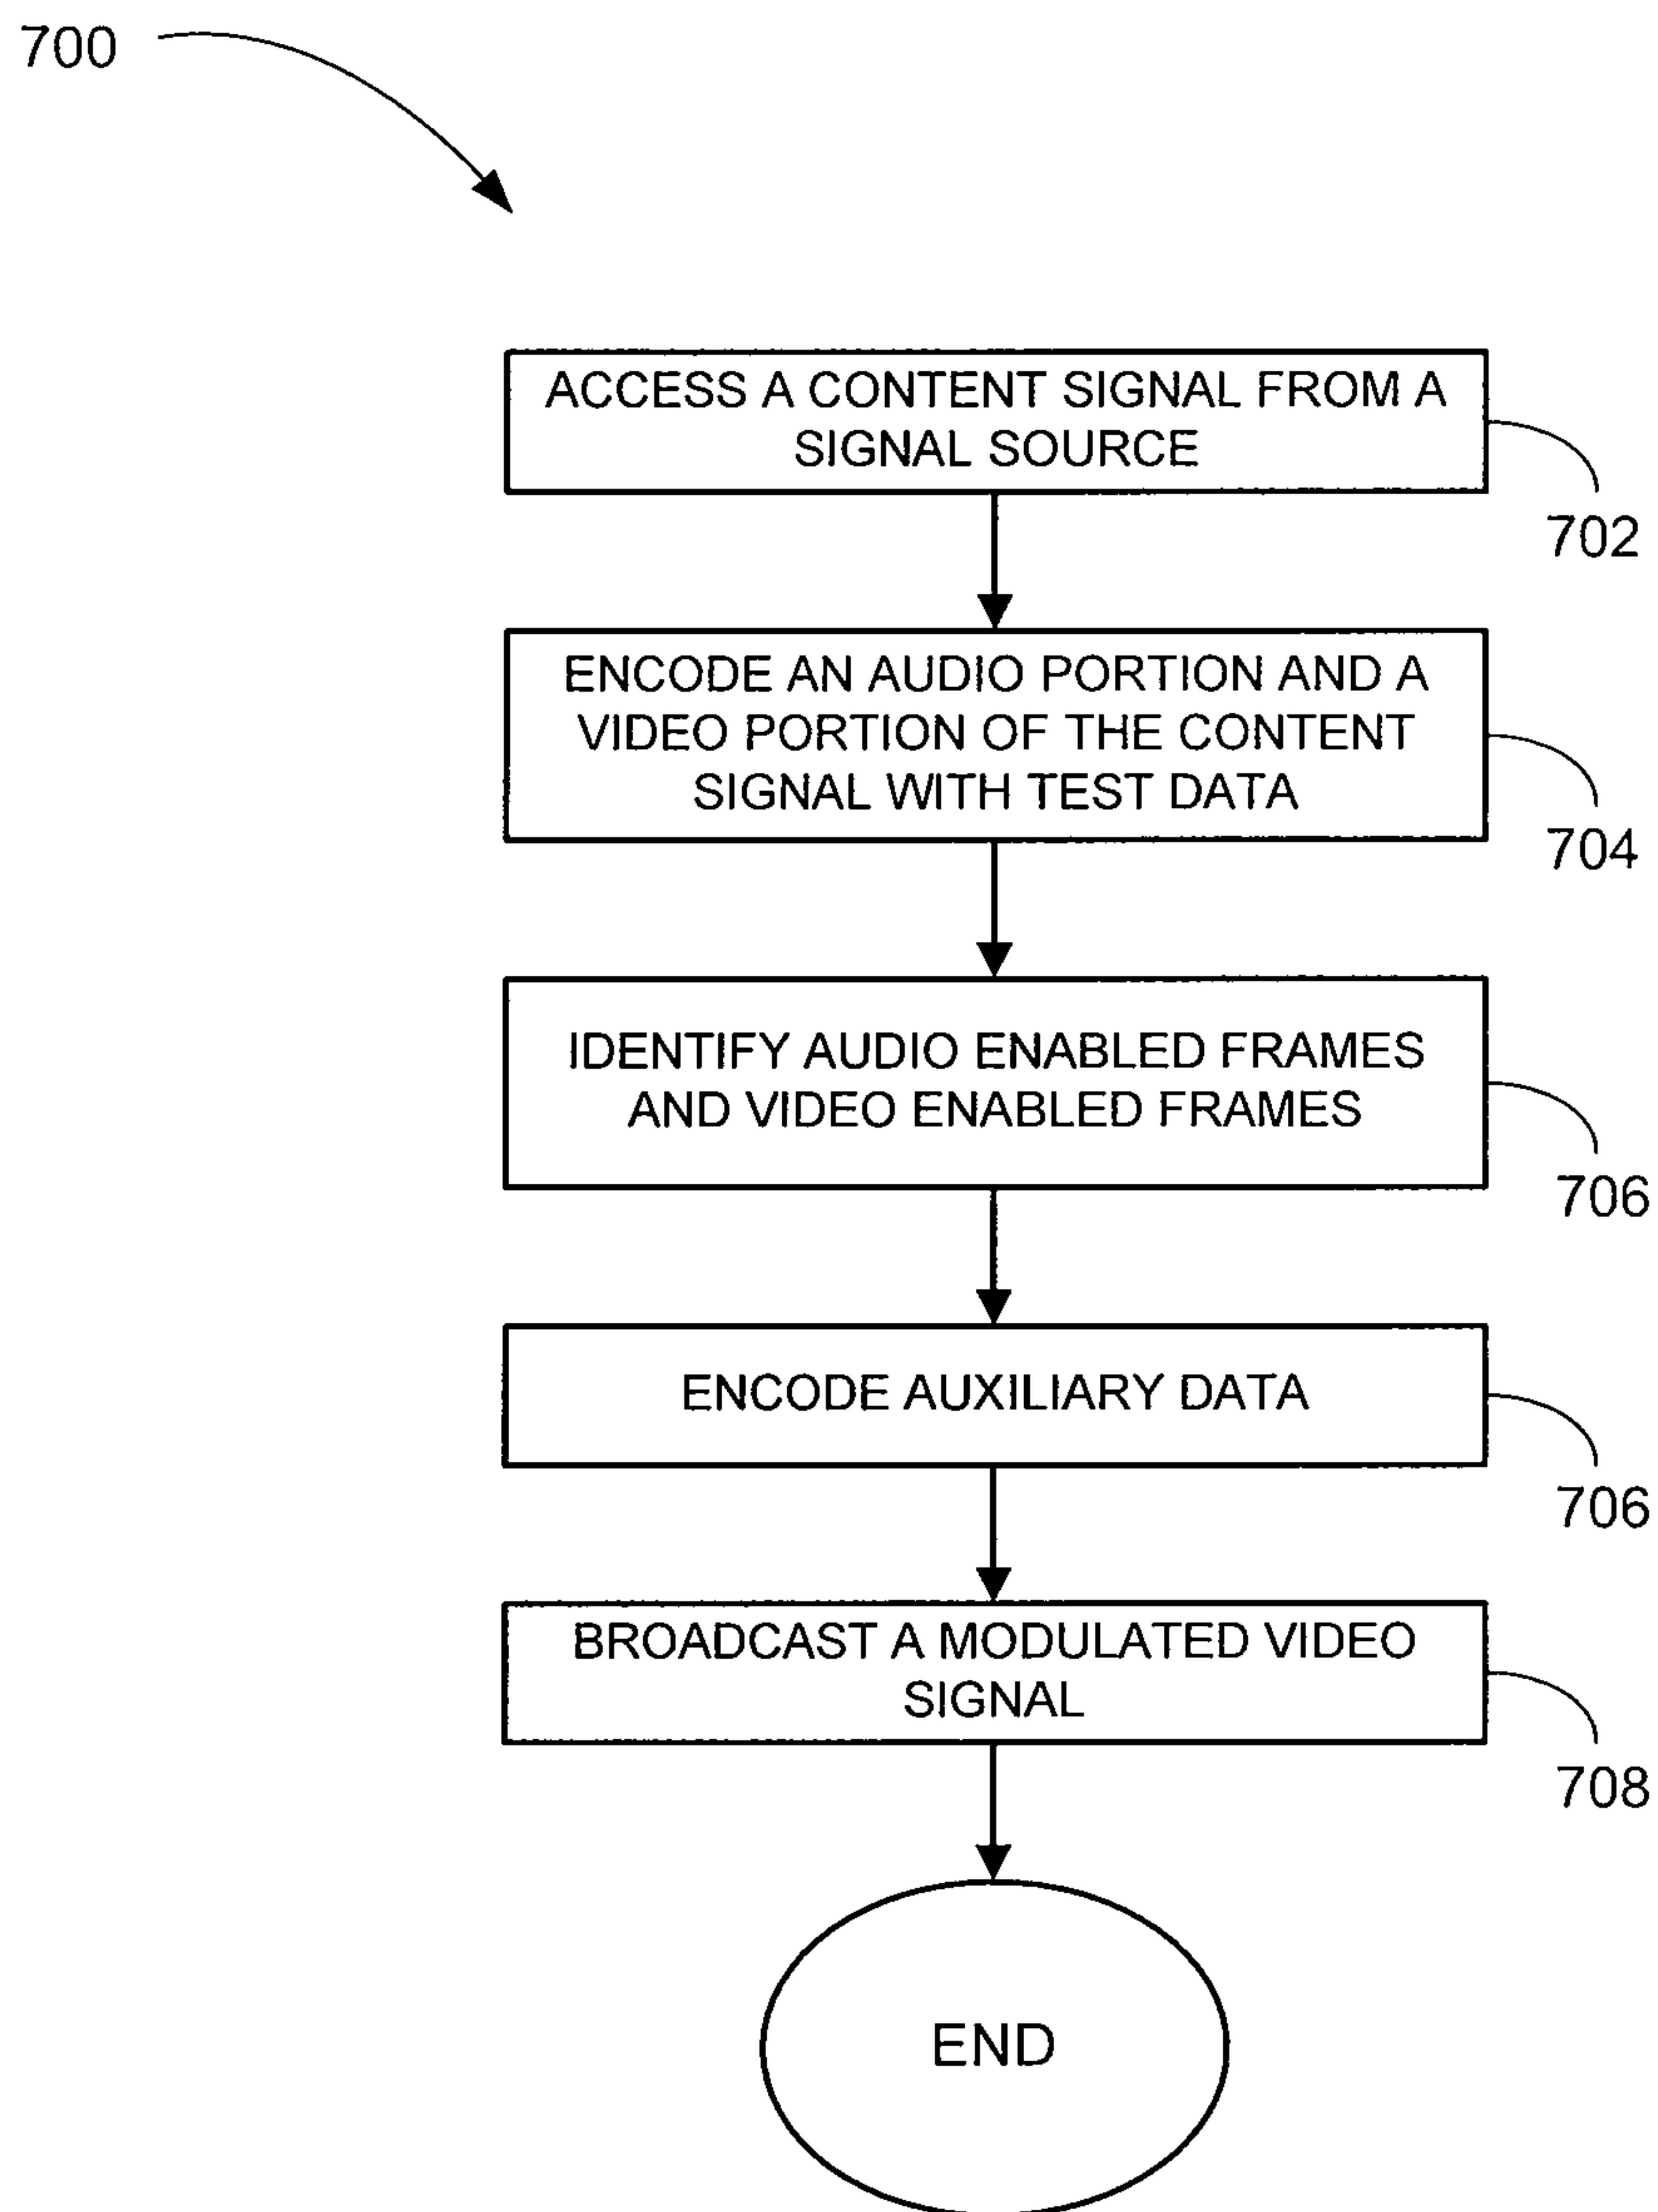 700
ACCESS A CONTENT SIGNAL FROM A
SIGNAL SOURCE
702
ENCODE AN AUDIO PORTION AND A
VIDEO PORTION OF THE CONTENT
SIGNAL WITH TEST DATA
704
IDENTIFY AUDIO ENABLED FRAMES
AND VIDEO ENABLED FRAMES
706
ENCODE AUXILIARY DATA
706
BROADCAST A MODULATED VIDEO
SIGNAL
708
END